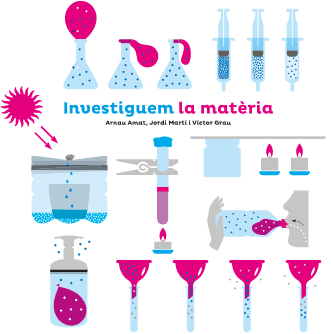 Investiguem la matèria
Arnau Amat, Jordi Martí i Víctor Grau